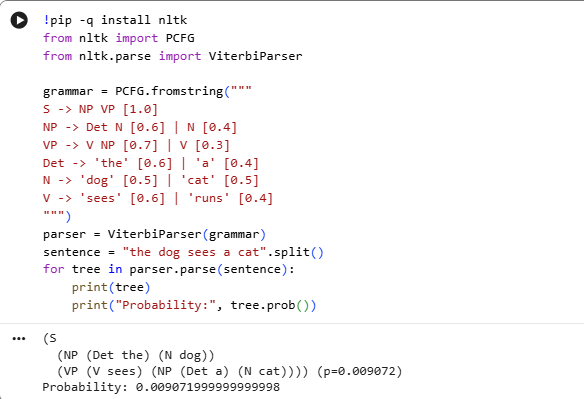 !pip -q install nltk
from nltk import PCFG
from nltk.parse import ViterbiParser

grammar = PCFG.fromstring("""
S -> NP VP [1.0]
NP -> Det N [0.6] | N [0.4]
VP -> V NP [0.7] | V [0.3]
Det -> 'the' [0.6] | 'a' [0.4]
N -> 'dog' [0.5] | 'cat' [0.5]
V -> 'sees' [0.6] | 'runs' [0.4]
""")
parser = ViterbiParser(grammar)
sentence = "the dog sees a cat".split()
for tree in parser.parse(sentence):
    print(tree)
    print("Probability:", tree.prob())

(S
  (NP (Det the) (N dog))
  (VP (V sees) (NP (Det a) (N cat)))) (p=0.009072)
Probability: 0.009071999999999998